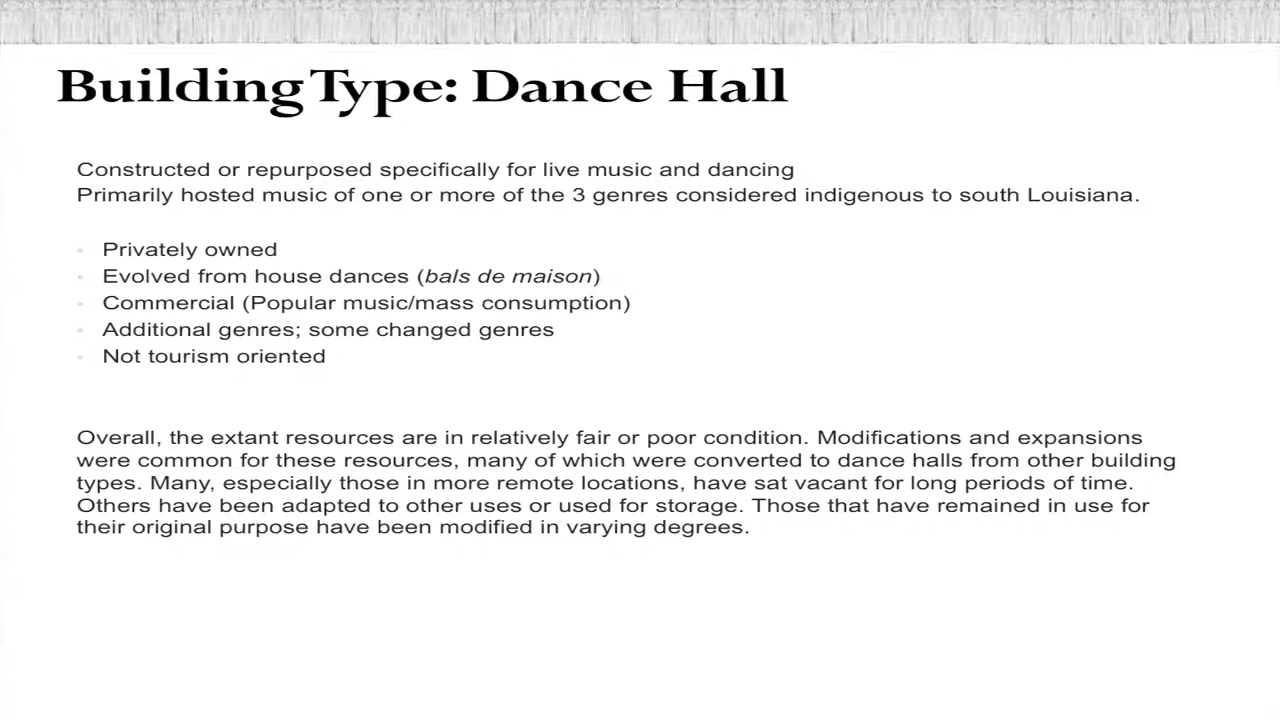 Building Type: Dance Hall
Constructed or repurposed specifically for live music and dancing
Primarily hosted music of one or more of the 3 genres considered indigenous to south Louisiana.
Privately owned
Evolved from house dances (bals de maison)
Commercial (Popular music/mass consumption)
Additional genres; some changed genres
Not tourism oriented
Overall, the extant resources are in relatively fair or poor condition. Modifications and expansions
were common for these resources, many of which were converted to dance halls from other building
types. Many, especially those in more remote locations, have sat vacant for long periods of time.
Others have been adapted to other uses or used for storage. Those that have remained in use for
their original purpose have been modified in varying degrees.